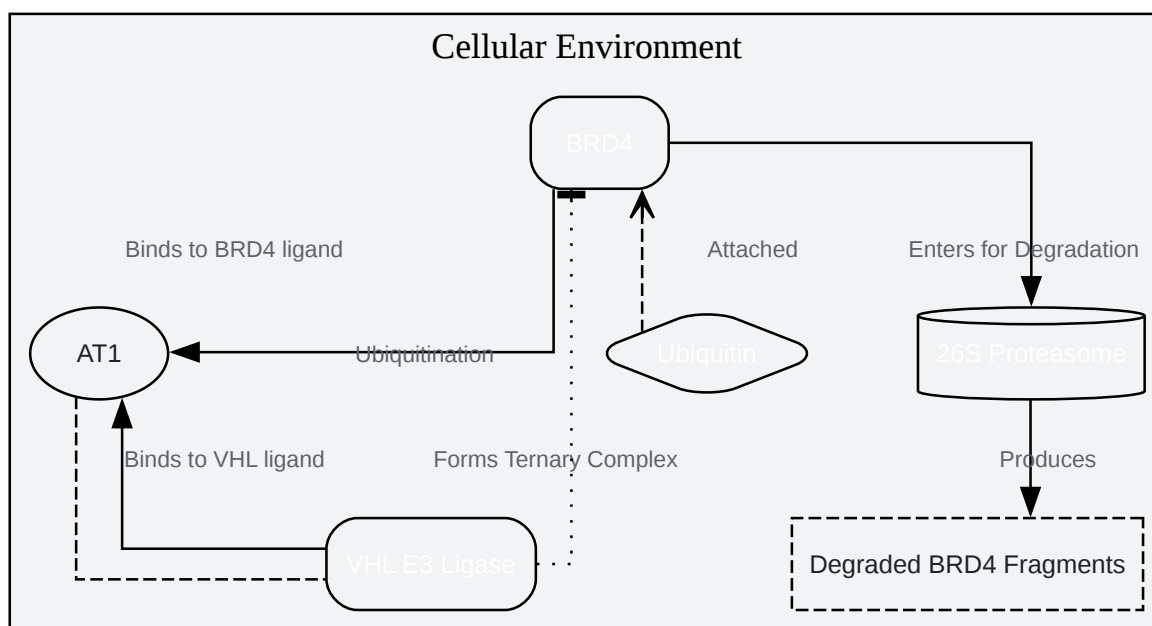 Cellular Environment
BRD4
Binds to BRD4 ligand
Attached
Enters for Degradation
AT1
Ubiquitination
Ubiquitin
26S Proteasome
Binds to VHL ligand
Forms Ternary Complex
Produces
VHL E3 Ligase
Degraded BRD4 Fragments